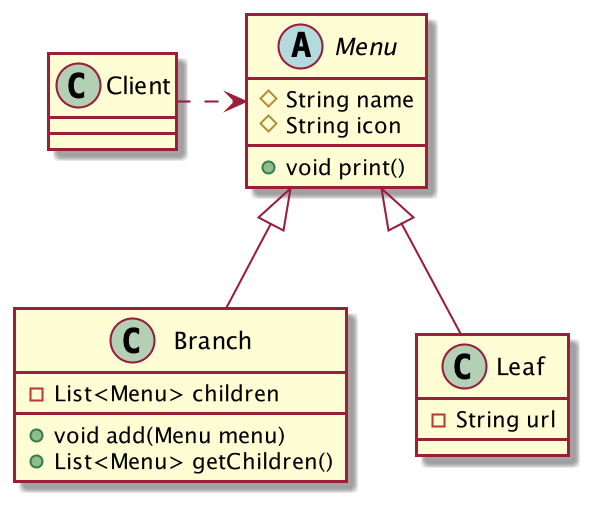 C Client
A Menu
String name
String icon
void print()
C Branch
List<Menu> children
void add(Menu menu)
List<Menu> getChildren()
C Leaf
String url